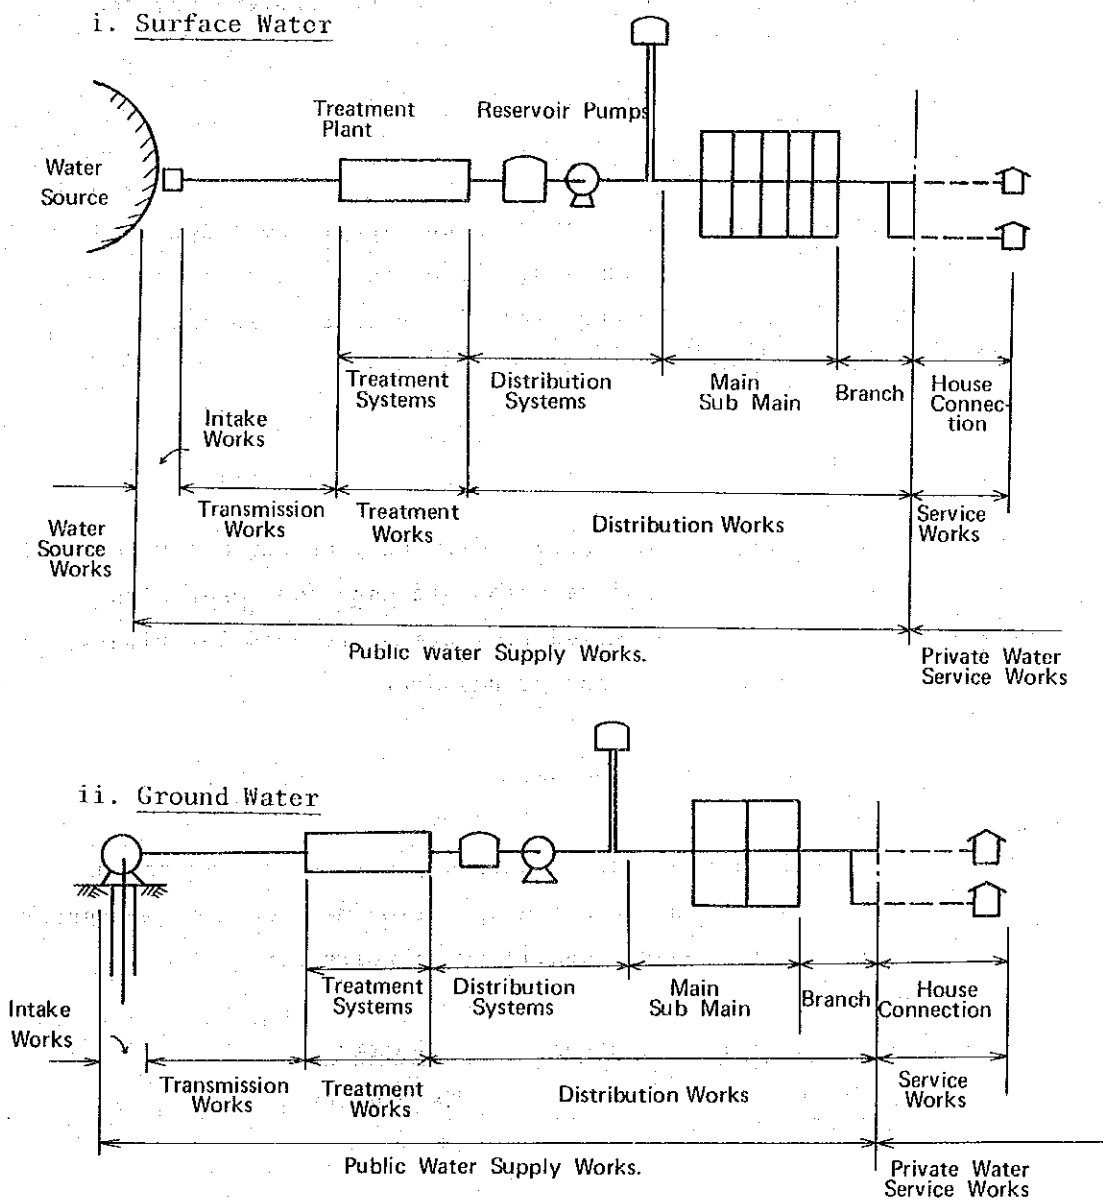 i. Surface Water
Treatment
Plant
Reservoir Pumps
Water
Source
Treatment
Systems
Distribution
Systems
Main
Sub Main
Branch
House
Connec-
tion
Intake
Works
Transmission
Works
Treatment
Works
Distribution Works
Service
Works
Water
Source
Works
Public Water Supply Works.
Private Water
Service Works
ii. Ground Water
Treatment
Systems
Distribution
Systems
Main
Sub Main
Branch
House
Connection
Intake
Works
Transmission
Works
Treatment
Works
Distribution Works
Service
Works
Public Water Supply Works.
Private Water
Service Works